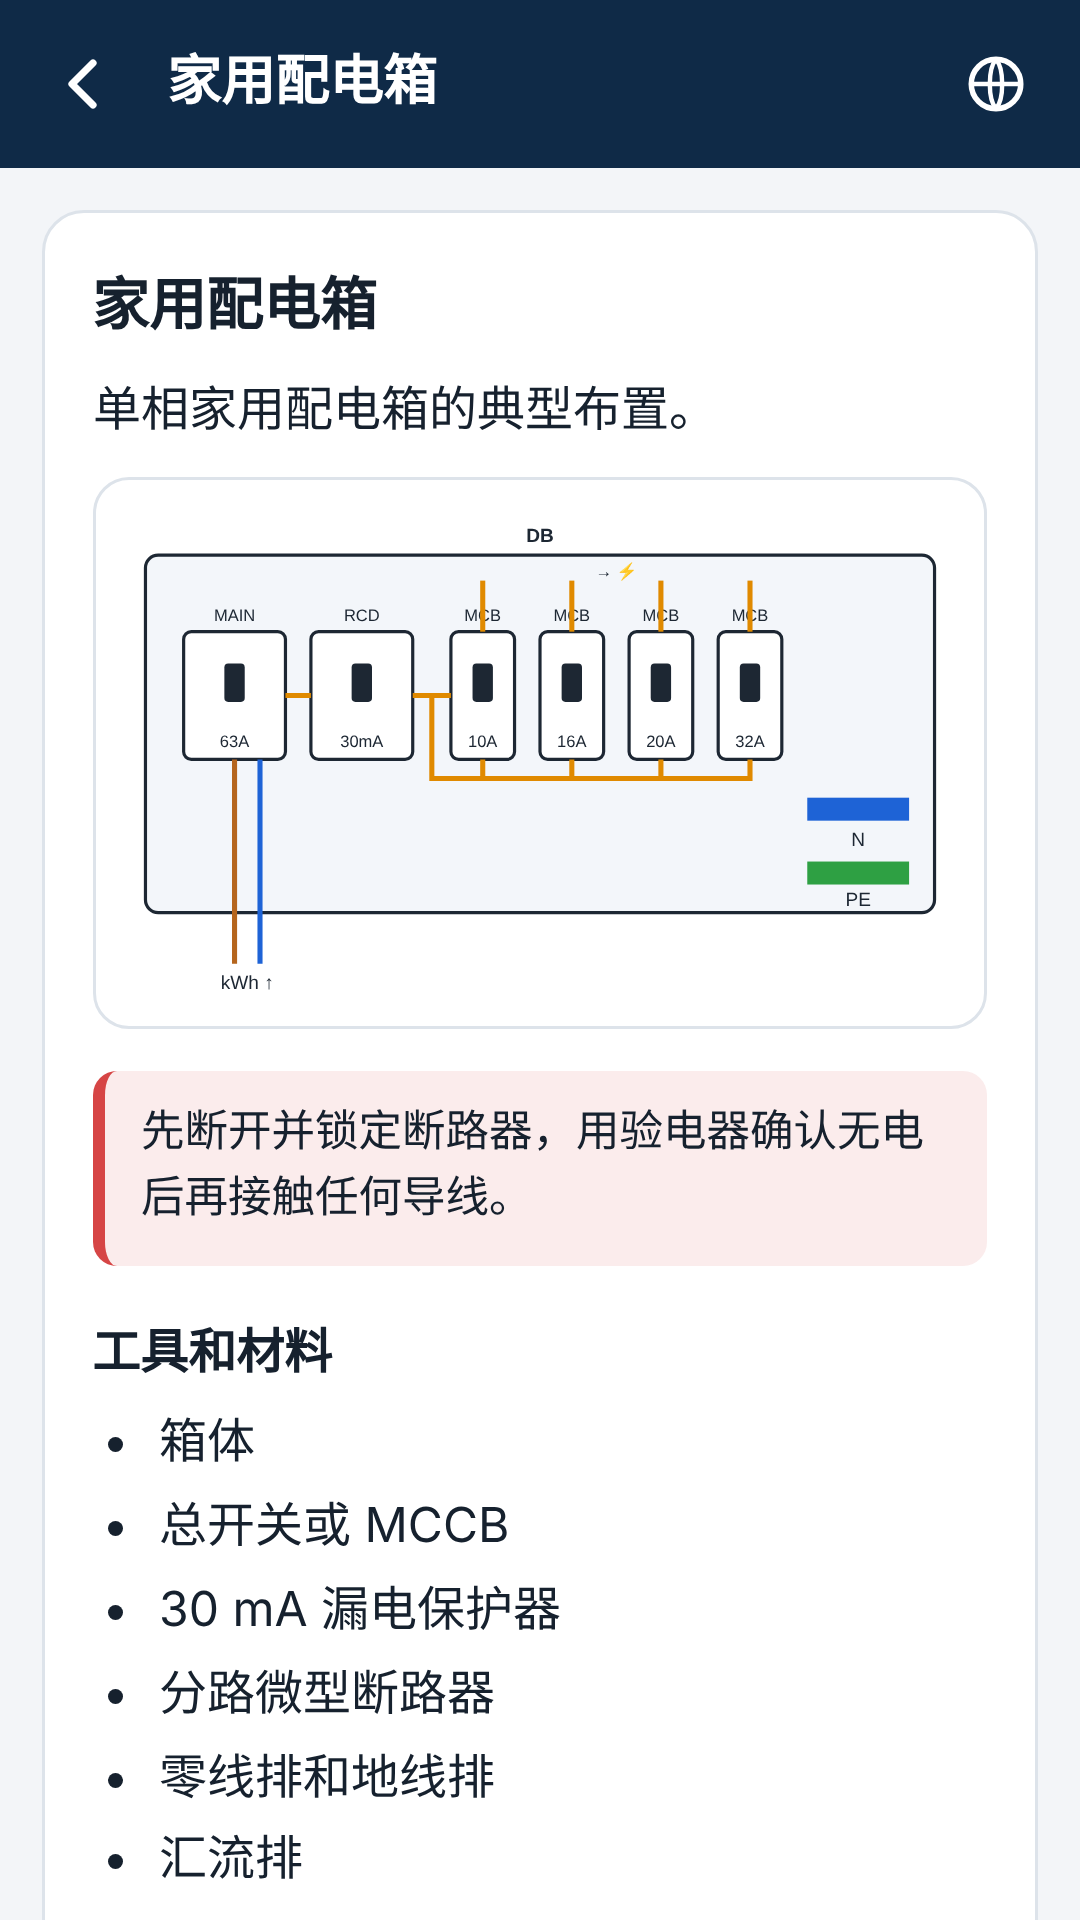 家用配电箱
家用配电箱
单相家用配电箱的典型布置。
DB
→ ⚡
MAIN RCD MCB MCB MCB MCB
63A 30mA 10A 16A 20A 32A
N
PE
kWh ↑
先断开并锁定断路器，用验电器确认无电
后再接触任何导线。
工具和材料
• 箱体
• 总开关或 MCCB
• 30 mA 漏电保护器
• 分路微型断路器
• 零线排和地线排
• 汇流排